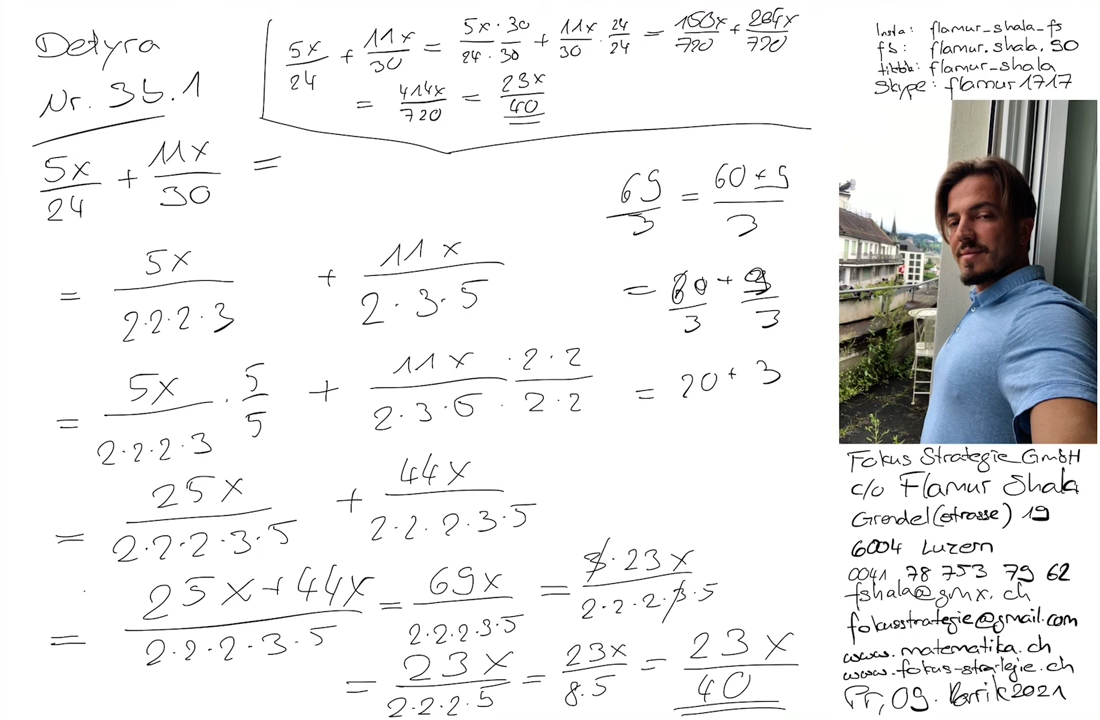 Detyra
Nr. 3b.1
5x/24 + 11x/30 = 5x/24 · 30/30 + 11x/30 · 24/24 = 150x/720 + 264x/720
= 414x/720 = 23x/40
5x/24 + 11x/30 =
= 5x/(2·2·2·3) + 11x/(2·3·5)
= 5x/(2·2·2·3) · 5/5 + 11x/(2·3·5) · (2·2)/(2·2)
= 25x/(2·2·2·3·5) + 44x/(2·2·2·3·5)
= (25x+44x)/(2·2·2·3·5) = 69x/(2·2·2·3·5) = (3·23x)/(2·2·2·3·5)
= 23x/(2·2·2·5) = 23x/(8·5) = 23x/40
69/3 = (60+9)/3
= 60/3 + 9/3
= 20 + 3
Insta: flamur_shala_fs
fs: flamur.shala.90
tiktok: flamur_shala
Skype: flamur1717
Fokus Strategie GmbH
c/o Flamur Shala
Grendel(strasse) 19
6004 Luzern
0041 78 753 79 62
fshala@gmx.ch
fokusstrategie@gmail.com
www.matematika.ch
www.fokus-strategie.ch
Pr, 09. Korrik 2021